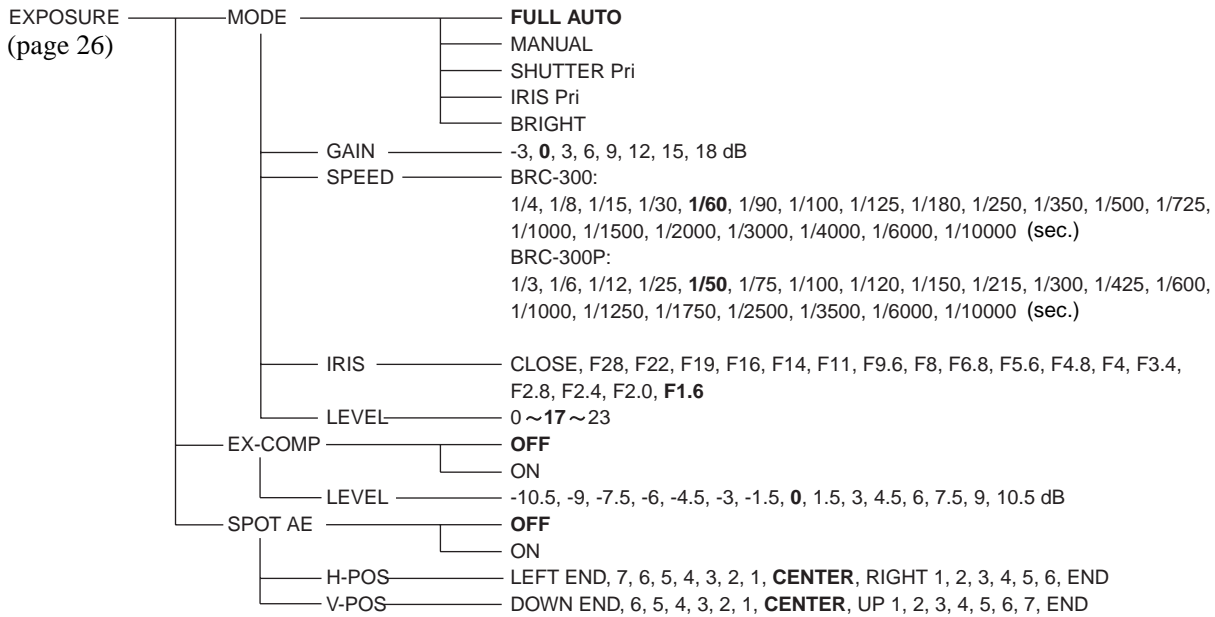 EXPOSURE MODE FULL AUTO
(page 26) MANUAL
SHUTTER Pri
IRIS Pri
BRIGHT
GAIN -3, 0, 3, 6, 9, 12, 15, 18 dB
SPEED BRC-300:
1/4, 1/8, 1/15, 1/30, 1/60, 1/90, 1/100, 1/125, 1/180, 1/250, 1/350, 1/500, 1/725,
1/1000, 1/1500, 1/2000, 1/3000, 1/4000, 1/6000, 1/10000 (sec.)
BRC-300P:
1/3, 1/6, 1/12, 1/25, 1/50, 1/75, 1/100, 1/120, 1/150, 1/215, 1/300, 1/425, 1/600,
1/1000, 1/1250, 1/1750, 1/2500, 1/3500, 1/6000, 1/10000 (sec.)
IRIS CLOSE, F28, F22, F19, F16, F14, F11, F9.6, F8, F6.8, F5.6, F4.8, F4, F3.4,
F2.8, F2.4, F2.0, F1.6
LEVEL 0～17～23
EX-COMP OFF
ON
LEVEL -10.5, -9, -7.5, -6, -4.5, -3, -1.5, 0, 1.5, 3, 4.5, 6, 7.5, 9, 10.5 dB
SPOT AE OFF
ON
H-POS LEFT END, 7, 6, 5, 4, 3, 2, 1, CENTER, RIGHT 1, 2, 3, 4, 5, 6, END
V-POS DOWN END, 6, 5, 4, 3, 2, 1, CENTER, UP 1, 2, 3, 4, 5, 6, 7, END